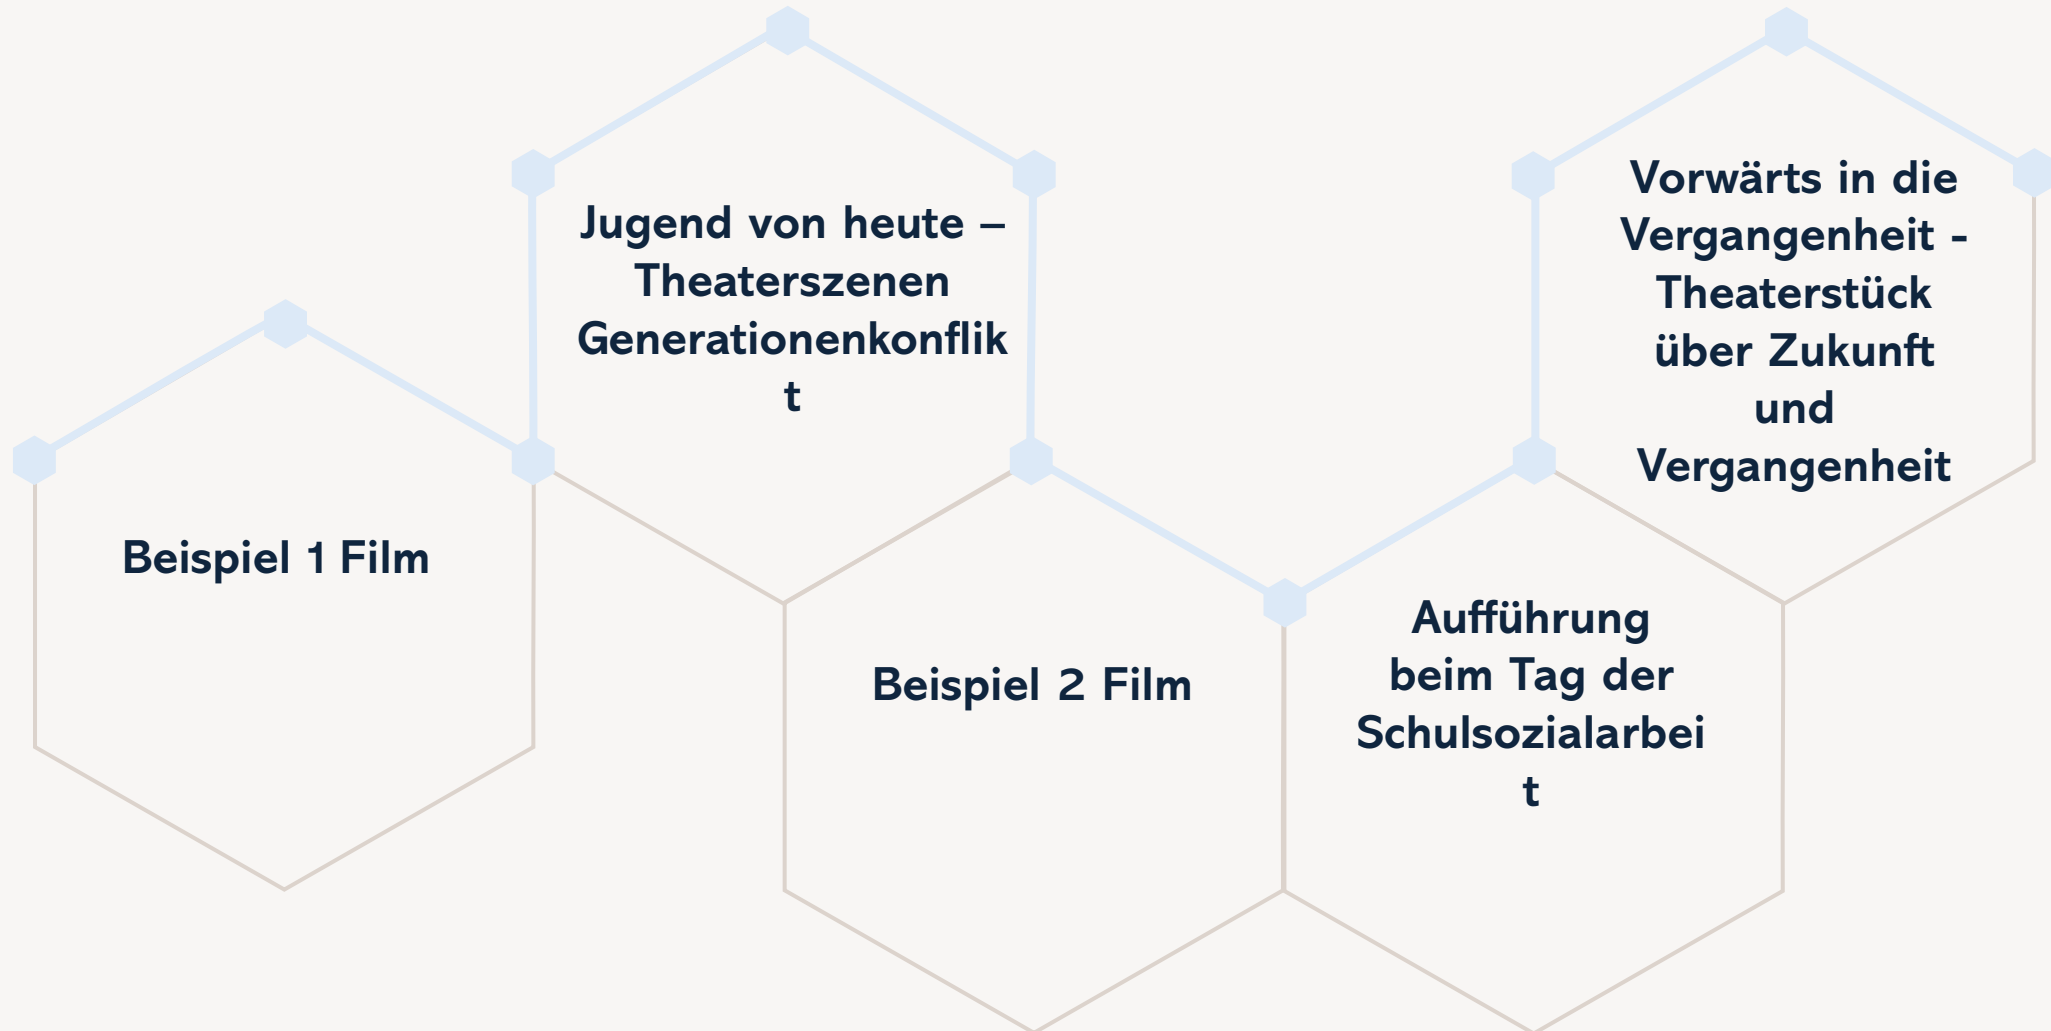 Beispiel 1 Film
Jugend von heute –
Theaterszenen
Generationenkonflik
t
Beispiel 2 Film
Aufführung
beim Tag der
Schulsozialarbei
t
Vorwärts in die
Vergangenheit -
Theaterstück
über Zukunft
und
Vergangenheit